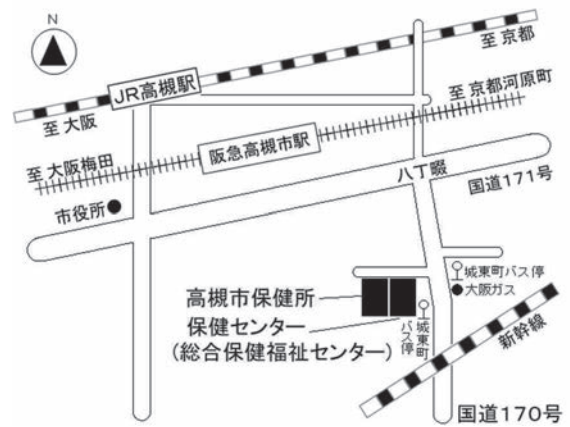 N
至 京都
JR高槻駅
至 大阪
至 京都河原町
阪急高槻市駅
至 大阪梅田
八丁畷
国道171号
市役所
城東町バス停
大阪ガス
高槻市保健所
保健センター
(総合保健福祉センター)
城東町
バス停
新幹線
国道170号